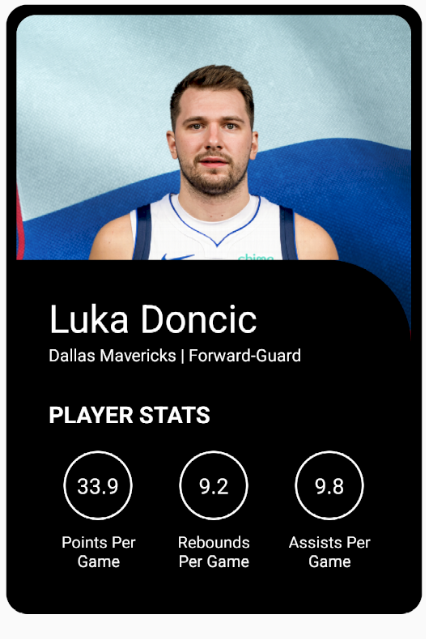 chime
Luka Doncic
Dallas Mavericks | Forward-Guard
PLAYER STATS
33.9
9.2
9.8
Points Per
Game
Rebounds
Per Game
Assists Per
Game